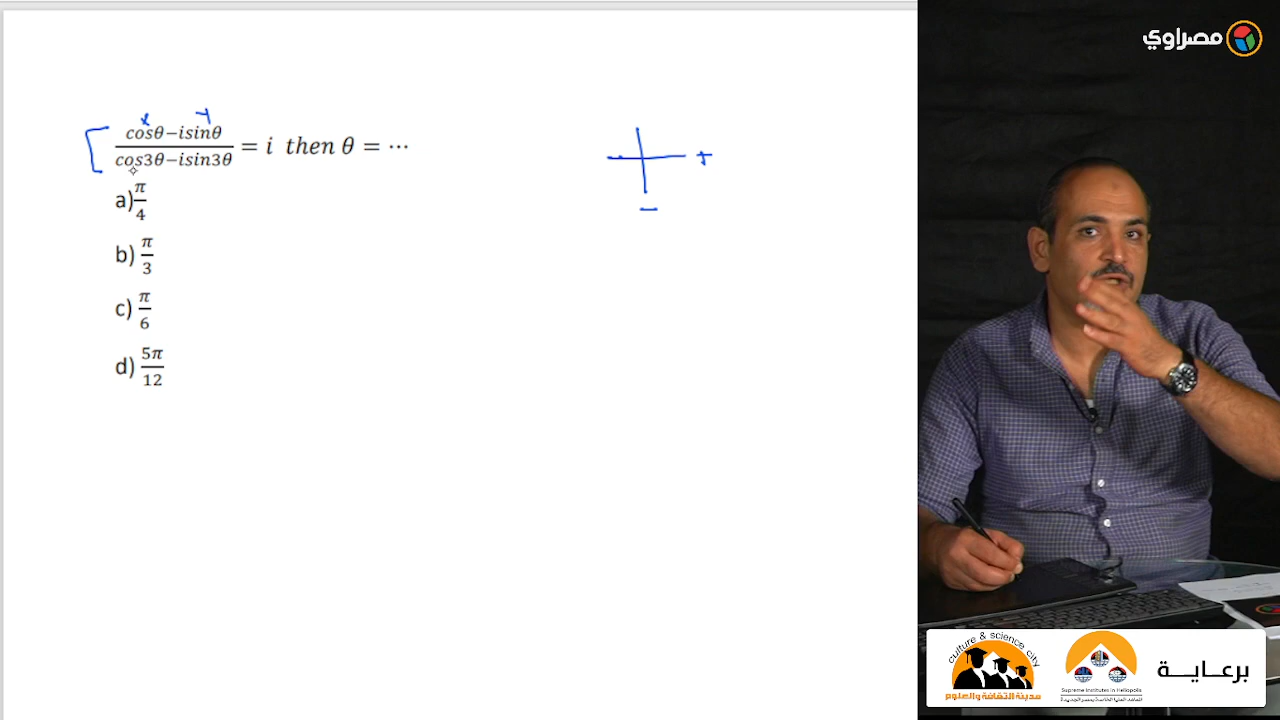 مصراوي
x -y
cosθ−isinθ
cos3θ−isin3θ
= i then θ = ⋯
a) π/4
+
−
b) π/3
c) π/6
d) 5π/12
culture & science city
مدينة الثقافة والعلوم
Supreme Institutes in Heliopolis
برعايــة